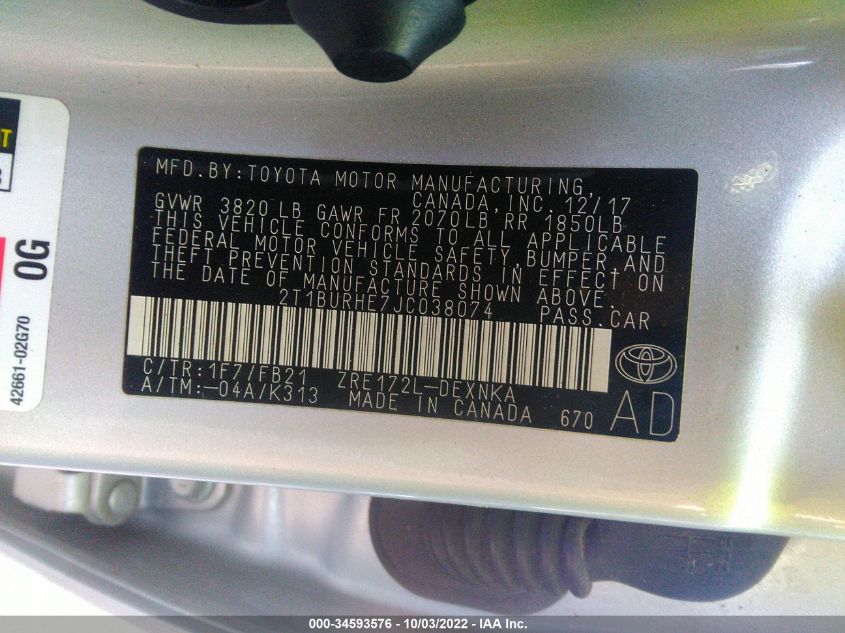 MFD.BY:TOYOTA MOTOR MANUFACTURING,
CANADA, INC. 12/17
GVWR 3820 LB GAWR FR 2070LB RR 1850LB
THIS VEHICLE CONFORMS TO ALL APPLICABLE
FEDERAL MOTOR VEHICLE SAFETY, BUMPER, AND
THEFT PREVENTION STANDARDS IN EFFECT ON
THE DATE OF MANUFACTURE SHOWN ABOVE.
2T1BURHE7JC038074 PASS.CAR
C/TR:1F7/FB21 ZRE172L-DEXNKA
A/TM:-04A/K313 MADE IN CANADA 670
AD
T
0G
42661-02G70
000-34593576 - 10/03/2022 - IAA Inc.